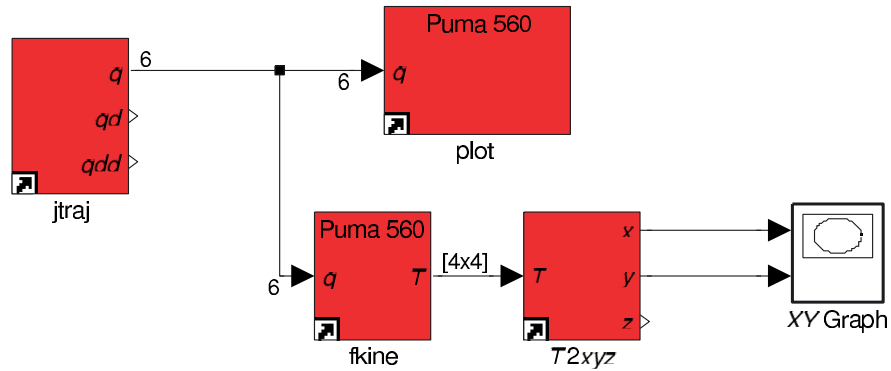 Puma 560
q
6
6
q
qd
qdd
plot
jtraj
Puma 560
x
q
T
[4x4]
T
y
6
z
XY Graph
fkine
T2xyz